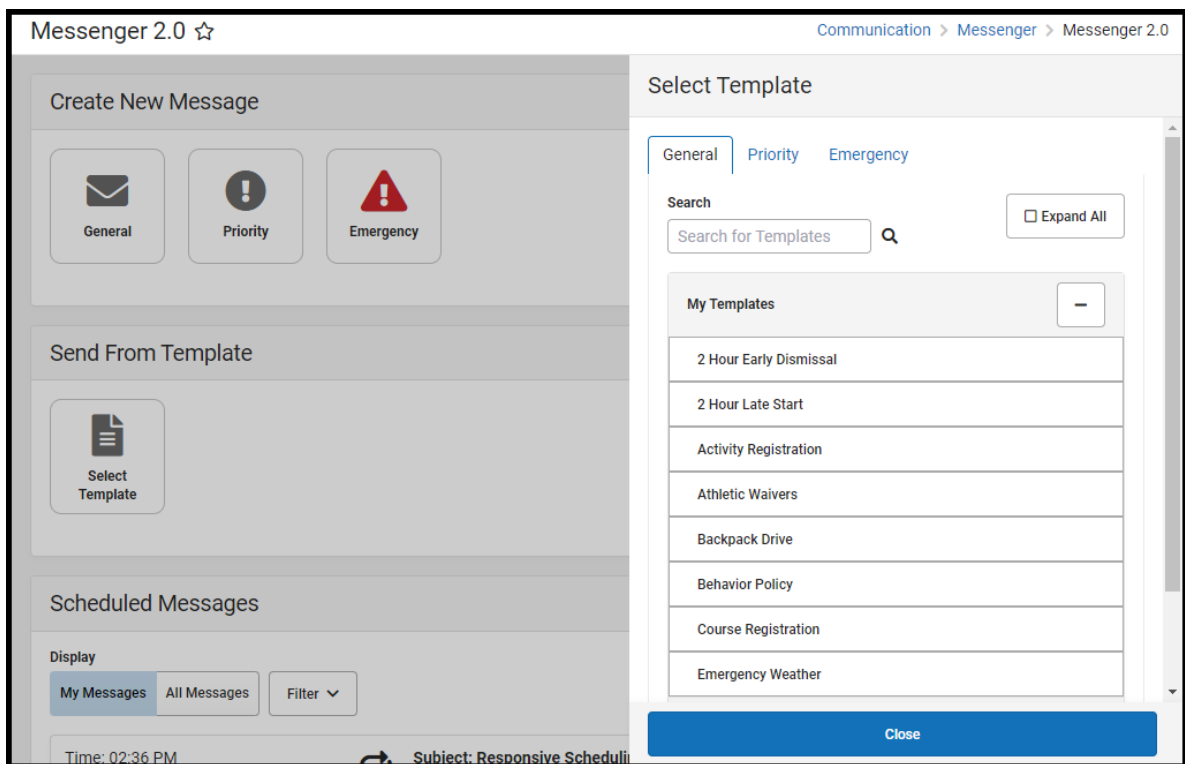 Messenger 2.0
Communication > Messenger > Messenger 2.0
Create New Message
General
Priority
Emergency
Send From Template
Select
Template
Scheduled Messages
Display
My Messages
All Messages
Filter
Time: 02:36 PM
Subject: Responsive
Select Template
General
Priority
Emergency
Search
Search for Templates
Expand All
My Templates
2 Hour Early Dismissal
2 Hour Late Start
Activity Registration
Athletic Waivers
Backpack Drive
Behavior Policy
Course Registration
Emergency Weather
Close